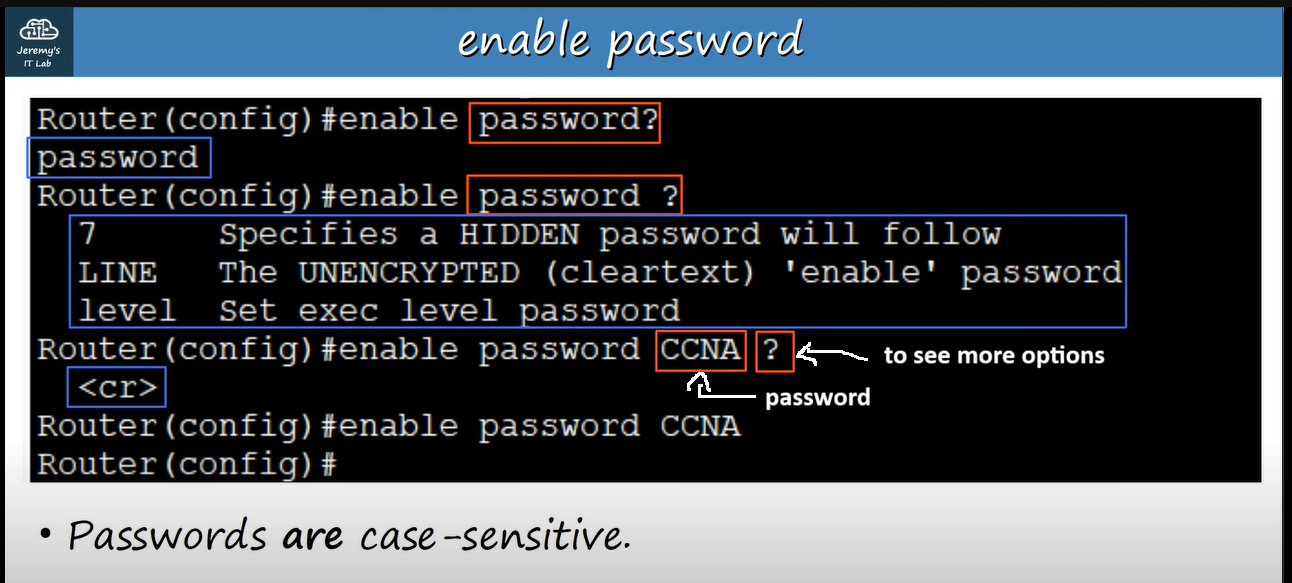 Jeremy's
IT Lab
enable password
Router(config)#enable password?
password
Router(config)#enable password ?
7 Specifies a HIDDEN password will follow
LINE The UNENCRYPTED (cleartext) 'enable' password
level Set exec level password
Router(config)#enable password CCNA ? to see more options
<cr> password
Router(config)#enable password CCNA
Router(config)#
• Passwords are case-sensitive.